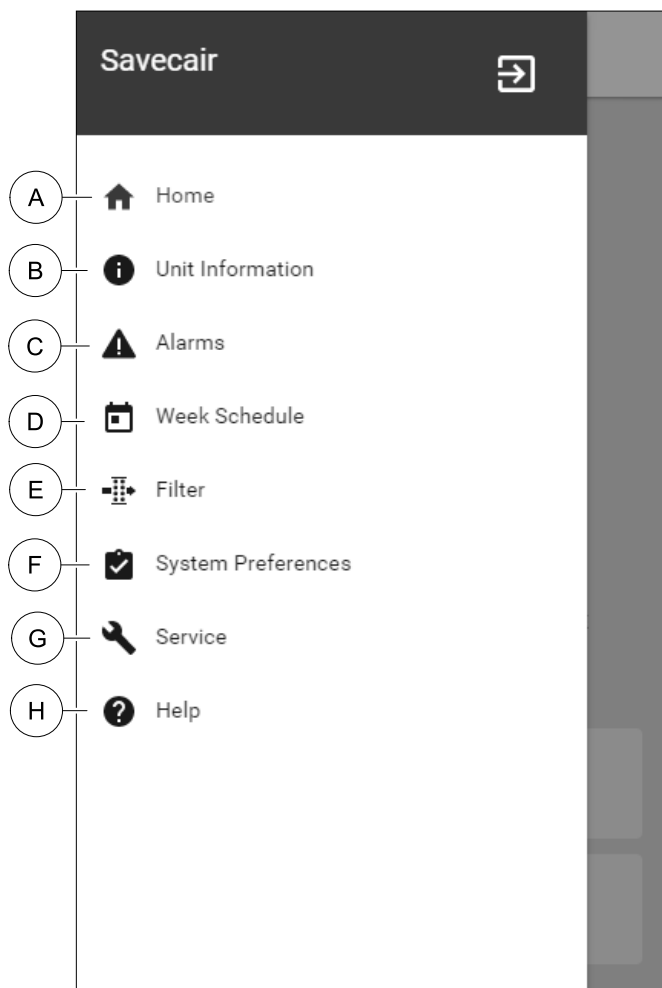 Savecair
A Home
B Unit Information
C Alarms
D Week Schedule
E Filter
F System Preferences
G Service
H Help